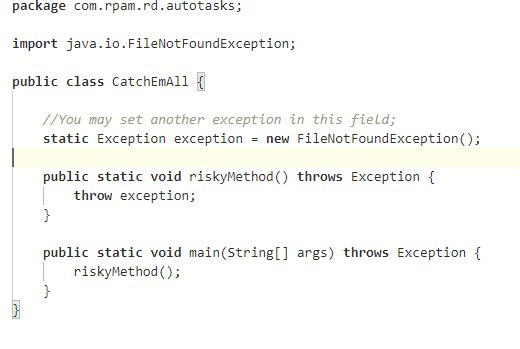 package com.rpam.rd.autotasks;
import java.io.FileNotFoundException;
public class CatchEmAll {
//You may set another exception in this field;
static Exception exception = new FileNotFoundException();
public static void riskyMethod() throws Exception {
throw exception;
}
public static void main(String[] args) throws Exception {
riskyMethod();
}
}